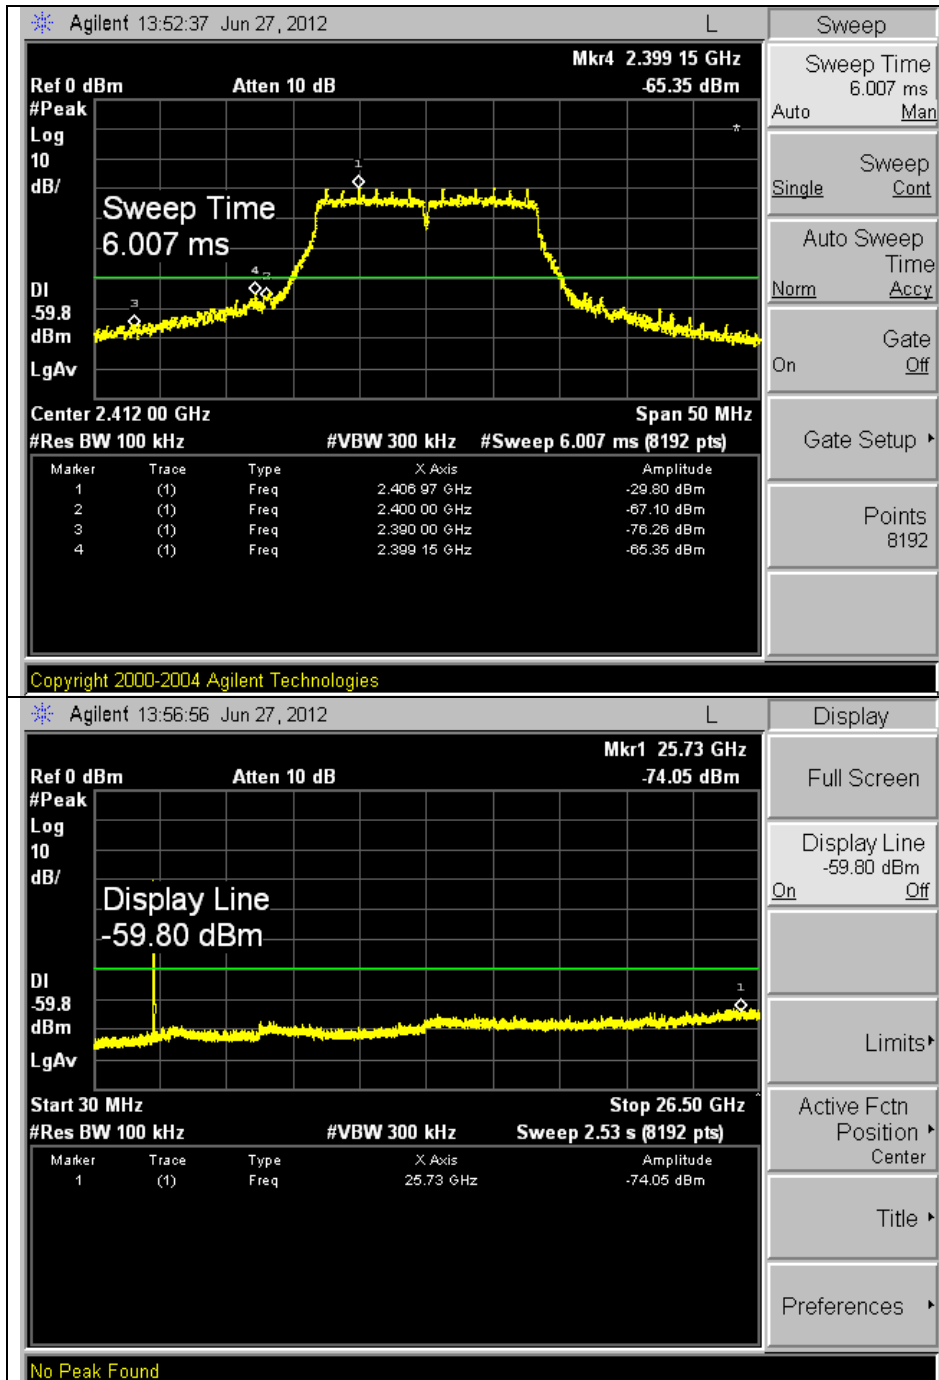 Agilent 13:52:37 Jun 27, 2012 L Sweep
Mkr4 2.399 15 GHz
Ref 0 dBm Atten 10 dB -65.35 dBm
#Peak
Log
10
dB/
1
Sweep Time
6.007 ms
4 2
3
DI
-59.8
dBm
LgAv
Center 2.412 00 GHz Span 50 MHz
#Res BW 100 kHz #VBW 300 kHz #Sweep 6.007 ms (8192 pts)
Marker Trace Type X Axis Amplitude
1 (1) Freq 2.406 97 GHz -29.80 dBm
2 (1) Freq 2.400 00 GHz -67.10 dBm
3 (1) Freq 2.390 00 GHz -76.26 dBm
4 (1) Freq 2.399 15 GHz -65.35 dBm
Sweep Time
6.007 ms
Auto Man
Sweep
Single Cont
Auto Sweep
Time
Norm Accy
Gate
On Off
Gate Setup
Points
8192
Copyright 2000-2004 Agilent Technologies
Agilent 13:56:56 Jun 27, 2012 L Display
Mkr1 25.73 GHz
Ref 0 dBm Atten 10 dB -74.05 dBm
#Peak
Log
10
dB/
Display Line
-59.80 dBm
1
DI
-59.8
dBm
LgAv
Start 30 MHz Stop 26.50 GHz
#Res BW 100 kHz #VBW 300 kHz Sweep 2.53 s (8192 pts)
Marker Trace Type X Axis Amplitude
1 (1) Freq 25.73 GHz -74.05 dBm
Full Screen
Display Line
-59.80 dBm
On Off
Limits
Active Fctn
Position
Center
Title
Preferences
No Peak Found